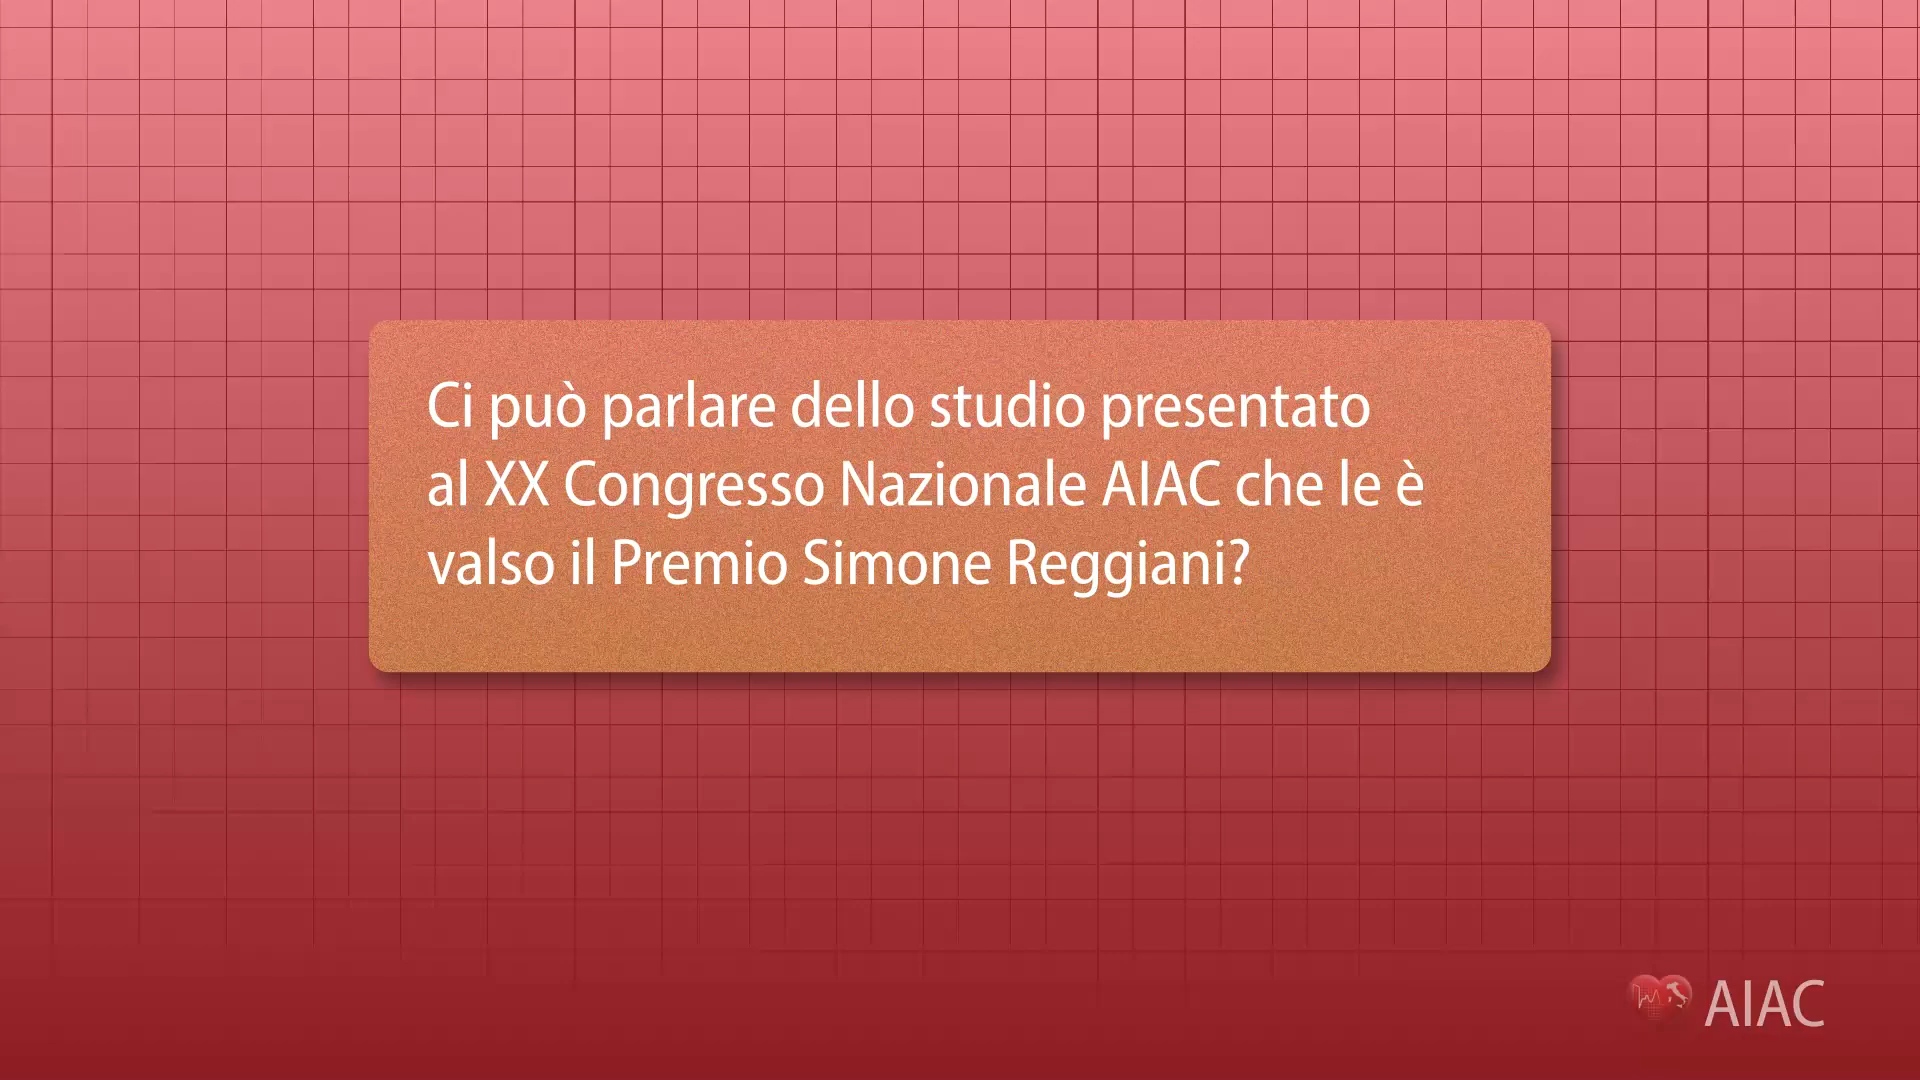 Ci può parlare dello studio presentato
al XX Congresso Nazionale AIAC che le è
valso il Premio Simone Reggiani?
AIAC